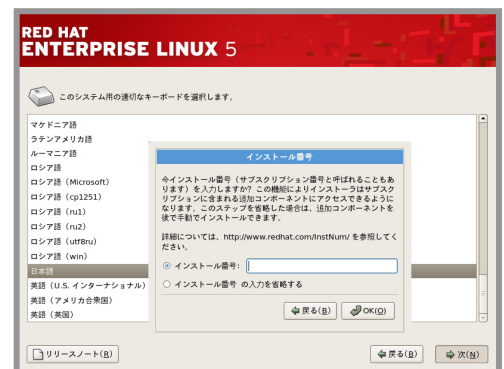 RED HAT
ENTERPRISE LINUX 5
このシステム用の適切なキーボードを選択します。
マケドニア語
ラテンアメリカ語
ルーマニア語
ロシア語
ロシア語 (Microsoft)
ロシア語 (cp1251)
ロシア語 (ru1)
ロシア語 (ru2)
ロシア語 (utf8ru)
ロシア語 (win)
日本語
英語 (U.S. インターナショナル)
英語 (アメリカ合衆国)
英語 (英国)
インストール番号
今インストール番号 (サブスクリプション番号と呼ばれることもあ
ります) を入力しますか? この機能によりインストーラはサブスク
リプションに含まれる追加コンポーネントにアクセスできるように
なります。このステップを省略した場合は、追加コンポーネントを
後で手動でインストールできます。
詳細については、http://www.redhat.com/InstNum/ を参照してく
ださい。
インストール番号:
インストール番号 の入力を省略する
戻る(B) OK(O)
リリースノート(R) 戻る(B) 次(N)